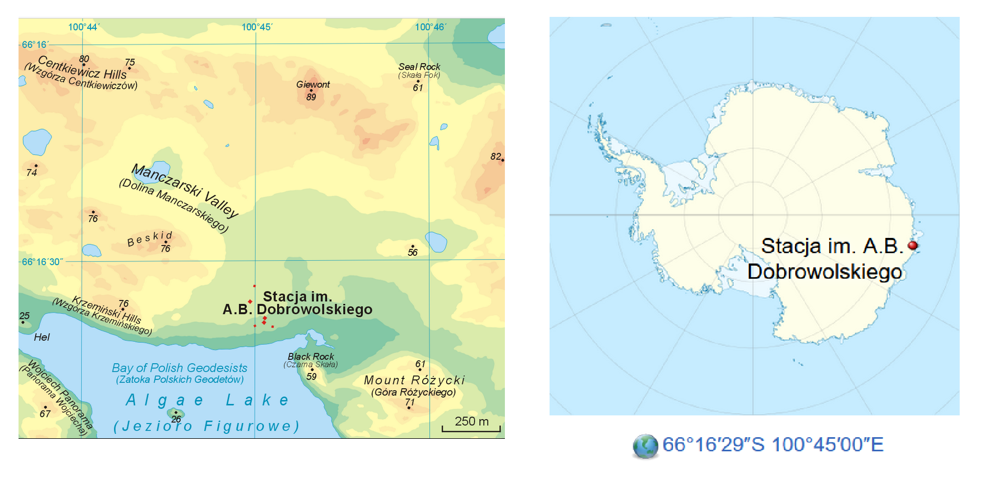 100°44′
100°45′
100°46′
66°16′
80
75
Centkiewicz Hills
(Wzgórza Centkiewiczów)
Seal Rock
(Skała Fok)
61
Giewont
89
82
74
Manczarski Valley
(Dolina Manczarskiego)
76
Beskid
76
56
66°16′30″
Stacja im.
A.B. Dobrowolskiego
76
Krzemiński Hills
(Wzgórza Krzemińskiego)
25
Hel
Black Rock
(Czarna Skała)
59
61
Mount Różycki
(Góra Różyckiego)
71
Bay of Polish Geodesists
(Zatoka Polskich Geodetów)
Wojciech Panorama
(Panorama Wojciecha)
67
Algae Lake
26
(Jezioro Figurowe)
250 m
Stacja im. A.B.
Dobrowolskiego
66°16′29″S 100°45′00″E